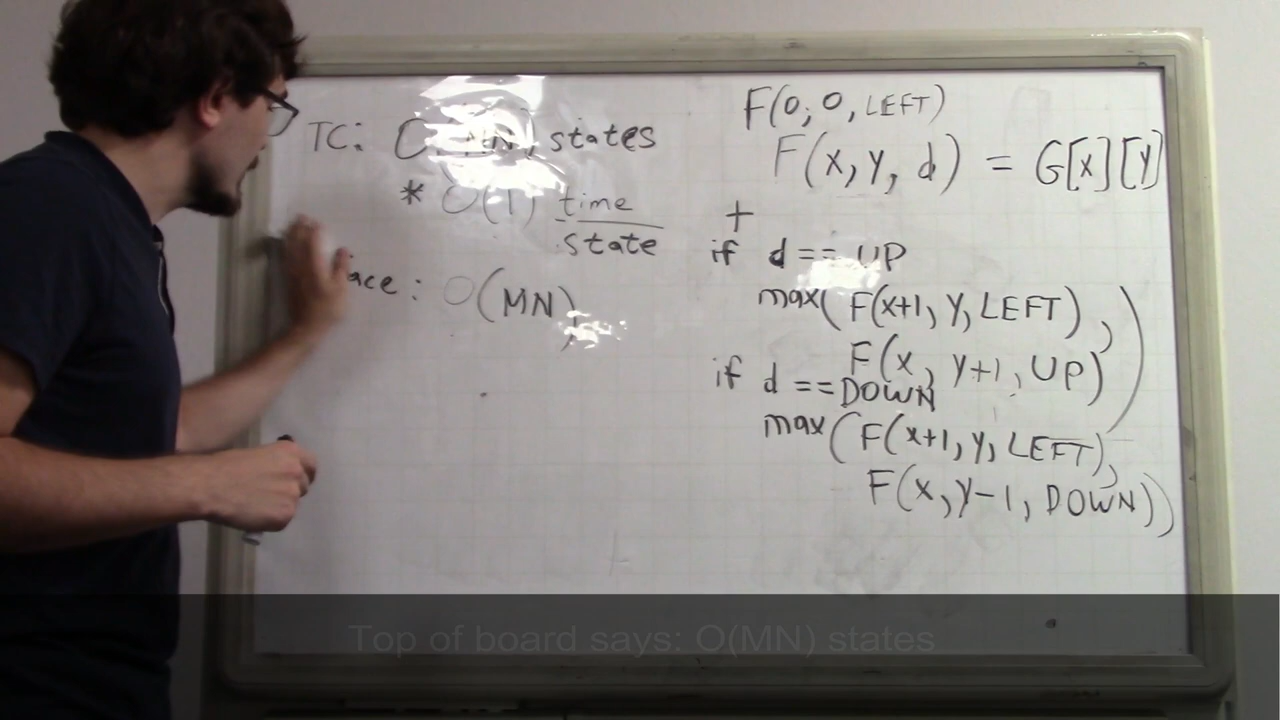 TC: O(MN) states
* O(1) time
state
ace: O(MN)
F(0, 0, LEFT)
F(x, y, d) = G[x][y]
+
if d == UP
max(F(x+1, y, LEFT),
F(x, y+1, UP))
if d == DOWN
max(F(x+1, y, LEFT),
F(x, y-1, DOWN))
Top of board says: O(MN) states